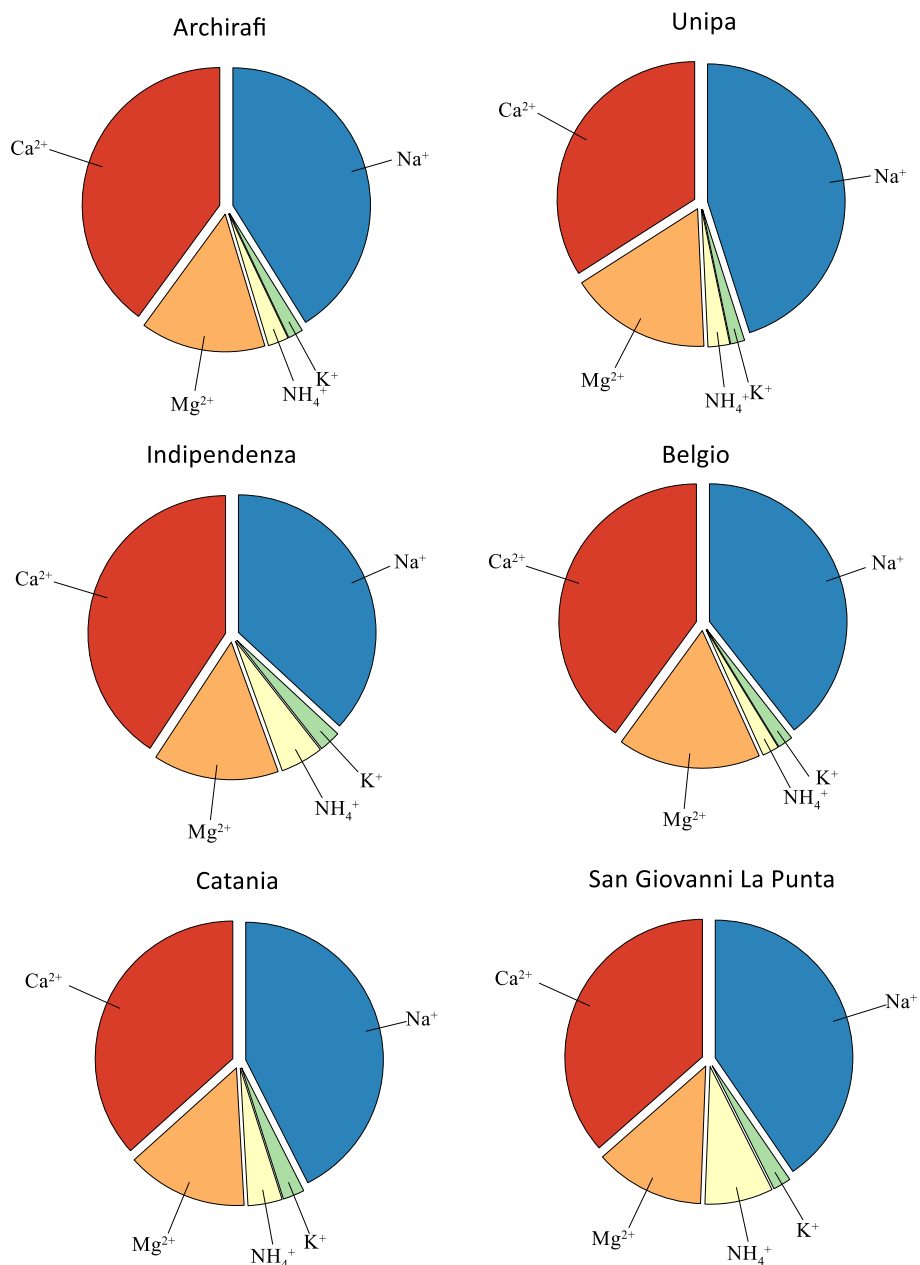 Archirafi
Ca²⁺
Na⁺
Mg²⁺
NH₄⁺
K⁺
Unipa
Ca²⁺
Na⁺
Mg²⁺
NH₄⁺
K⁺
Indipendenza
Ca²⁺
Na⁺
Mg²⁺
NH₄⁺
K⁺
Belgio
Ca²⁺
Na⁺
Mg²⁺
NH₄⁺
K⁺
Catania
Ca²⁺
Na⁺
Mg²⁺
NH₄⁺
K⁺
San Giovanni La Punta
Ca²⁺
Na⁺
Mg²⁺
NH₄⁺
K⁺